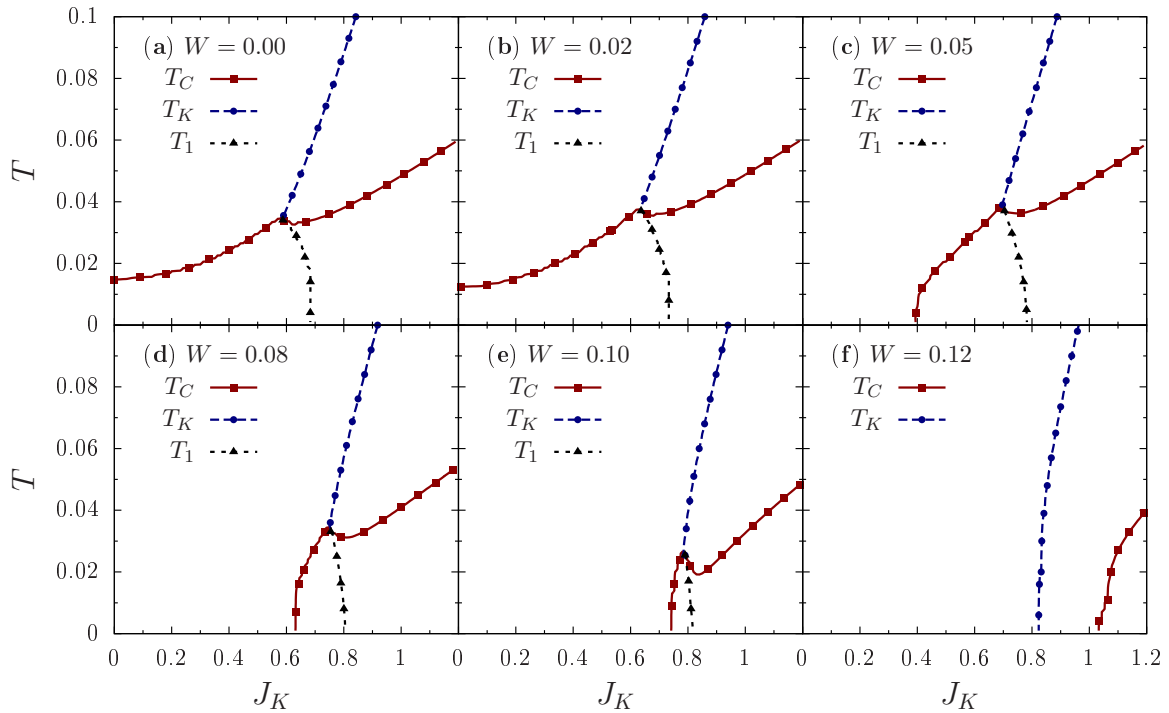 0.1
0.08
0.06
0.04
0.02
0
T
(a) W = 0.00
T_C
T_K
T_1
(b) W = 0.02
T_C
T_K
T_1
(c) W = 0.05
T_C
T_K
T_1
0.08
0.06
0.04
0.02
0
T
(d) W = 0.08
T_C
T_K
T_1
(e) W = 0.10
T_C
T_K
T_1
(f) W = 0.12
T_C
T_K
0 0.2 0.4 0.6 0.8 1 0 0.2 0.4 0.6 0.8 1 0 0.2 0.4 0.6 0.8 1 1.2
J_K J_K J_K